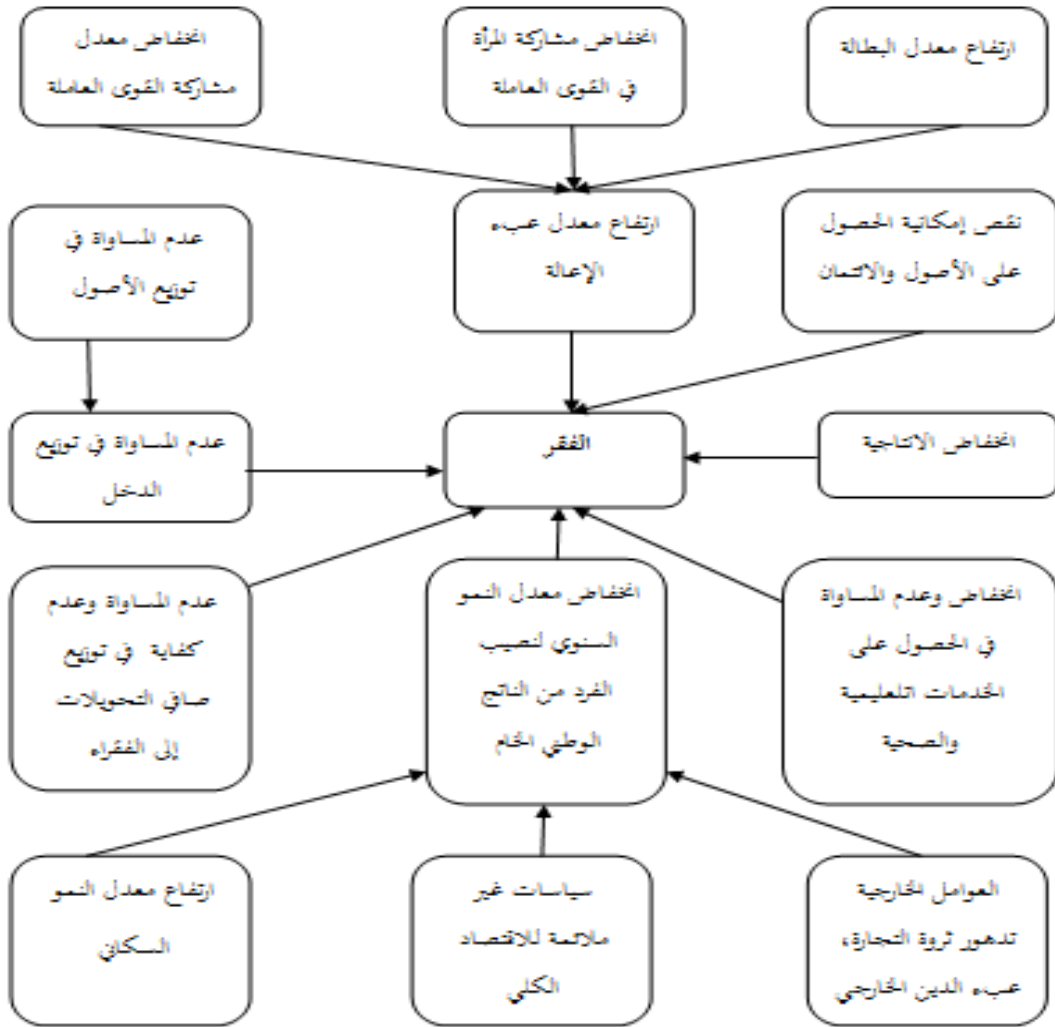 ارتفاع معدل البطالة
انخفاض مشاركة المرأة
في القوى العاملة
انخفاض معدل
مشاركة القوى العاملة
نقص إمكانية الحصول
على الأصول والائتمان
ارتفاع معدل عبء
الإعالة
عدم المساواة في
توزيع الأصول
انخفاض الانتاجية
الفقر
عدم المساواة في توزيع
الدخل
انخفاض وعدم المساواة
في الحصول على
الخدمات اتلعليمية
والصحية
انخفاض معدل النمو
السنوي لنصيب
الفرد من الناتج
الوطني الخام
عدم المساواة وعدم
كفاية في توزيع
صافي التحويلات
إلى الفقراء
العوامل الخارجية
تدهور ثروة التجارة،
عبء الدين الخارجي
سياسات غير
ملائمة للاقتصاد
الكلي
ارتفاع معدل النمو
السكاني